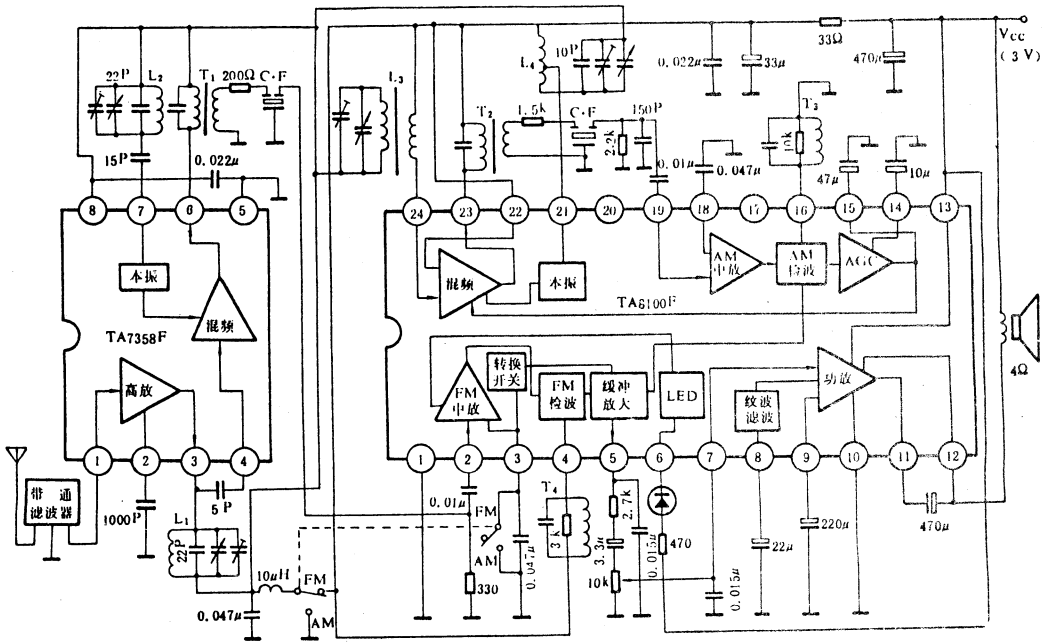 22P
L₂
T₁
200Ω
C·F
15P
0.022μ
L₃
L₄
10P
T₂
1.5k
C·F
2.2k
150P
0.01μ
0.047μ
0.022μ
33μ
33Ω
470μ
Vcc
(3V)
T₃
10k
47μ
10μ
8
7
6
5
24
23
22
21
20
19
18
17
16
15
14
13
本振
混频
TA7358F
高放
混频
本振
AM
中放
AM
检波
AGC
TA8100F
转换
开关
FM
中放
FM
检波
缓冲
放大
LED
纹波
滤波
功放
4Ω
1
2
3
4
1
2
3
4
5
6
7
8
9
10
11
12
带通
滤波器
1000P
5P
L₁
22P
0.047μ
10μH
FM
AM
0.01μ
FM
AM
330
0.047μ
T₄
3k
2.7k
3.3μ
10k
0.015μ
470
0.015μ
22μ
220μ
470μ